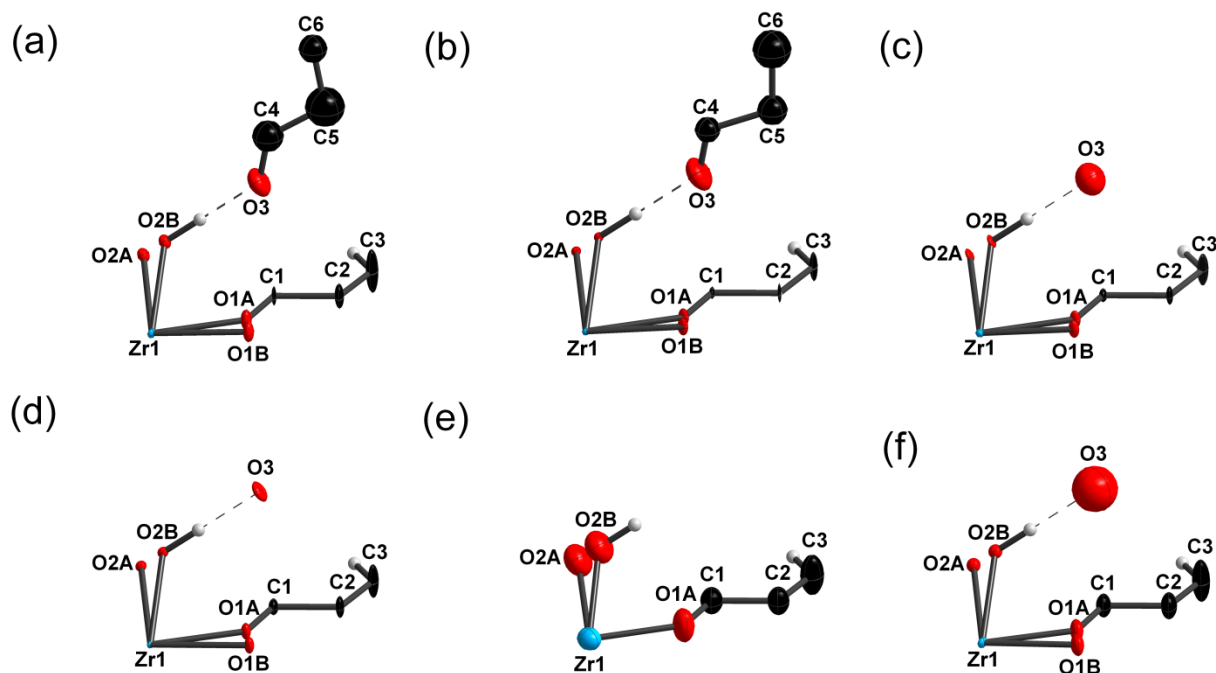 (a)
C6
C4
C5
O3
O2B
O2A
C3
C1
C2
O1A
Zr1
O1B
(b)
C6
C4
C5
O3
O2B
O2A
C3
C1
C2
O1A
Zr1
O1B
(c)
O3
O2B
O2A
C3
C1
C2
O1A
Zr1
O1B
(d)
O3
O2B
O2A
C3
C1
C2
O1A
Zr1
O1B
(e)
O2B
O2A
C3
C1
C2
O1A
Zr1
(f)
O3
O2B
O2A
C3
C1
C2
O1A
Zr1
O1B